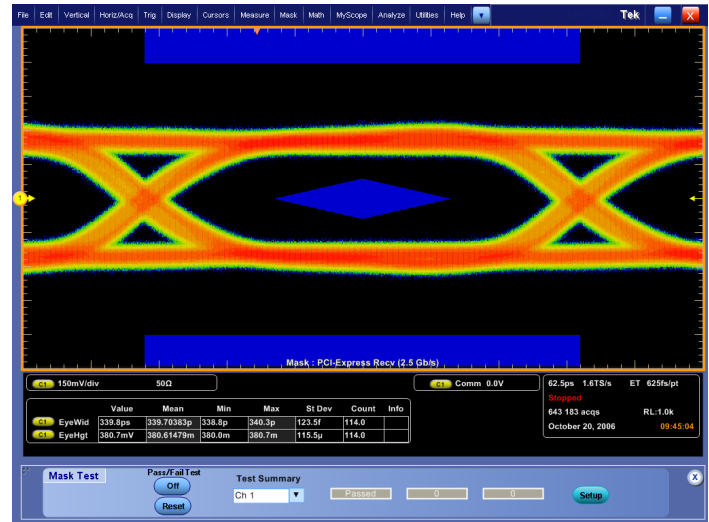 File Edit Vertical Horiz/Acq Trig Display Cursors Measure Mask Math MyScope Analyze Utilities Help Tek X
1
Mask : PCI-Express Recv (2.5 Gb/s)
C1 150mV/div 50Ω
C1 Comm 0.0V
62.5ps 1.6TS/s ET 625fs/pt
Stopped
643 183 acqs RL:1.0k
October 20, 2006 09:45:04
Value Mean Min Max St Dev Count Info
C1 EyeWid 339.8ps 339.70383p 338.8p 340.3p 123.5f 114.0
C1 EyeHgt 380.7mV 380.61479m 380.0m 380.7m 115.5µ 114.0
Mask Test
Pass/Fail Test
Off
Reset
Test Summary
Ch 1
Passed 0 0
Setup
X